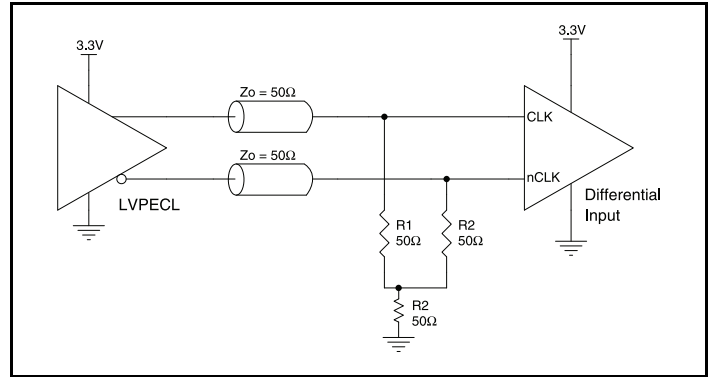 3.3V
3.3V
Zo = 50Ω
CLK
Zo = 50Ω
nCLK
LVPECL
Differential
Input
R1
50Ω
R2
50Ω
R2
50Ω